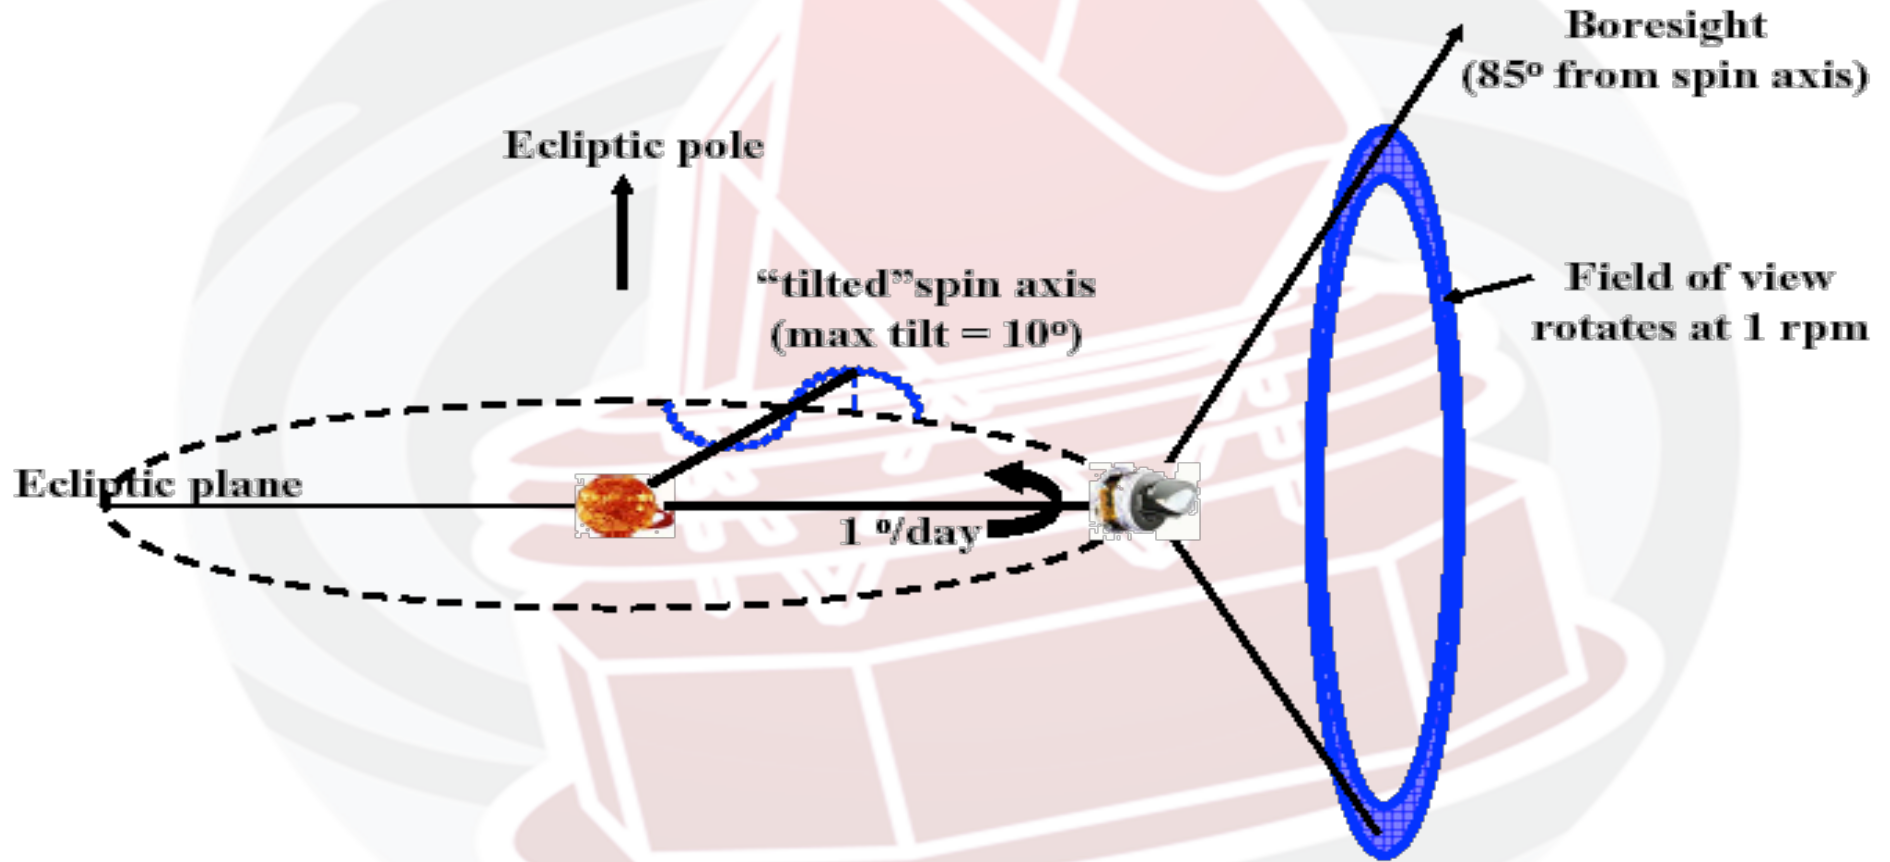 Boresight
(85º from spin axis)
Ecliptic pole
“tilted”spin axis
(max tilt = 10º)
Field of view
rotates at 1 rpm
Ecliptic plane
1 º/day